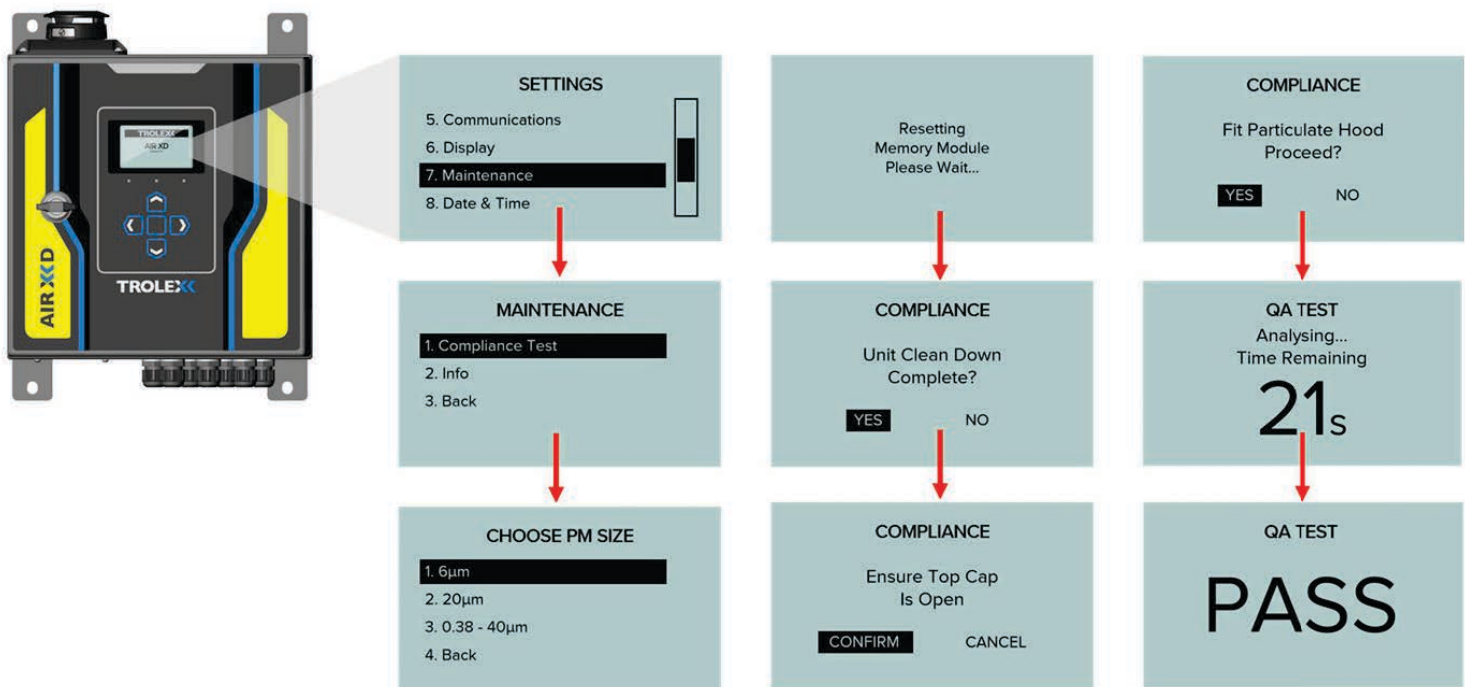 TROLEX
AIR XD
AIR XD
TROLEX
SETTINGS
5. Communications
6. Display
7. Maintenance
8. Date & Time
MAINTENANCE
1. Compliance Test
2. Info
3. Back
CHOOSE PM SIZE
1. 6µm
2. 20µm
3. 0.38 - 40µm
4. Back
Resetting
Memory Module
Please Wait...
COMPLIANCE
Unit Clean Down
Complete?
YES NO
COMPLIANCE
Ensure Top Cap
Is Open
CONFIRM CANCEL
COMPLIANCE
Fit Particulate Hood
Proceed?
YES NO
QA TEST
Analysing...
Time Remaining
21s
QA TEST
PASS